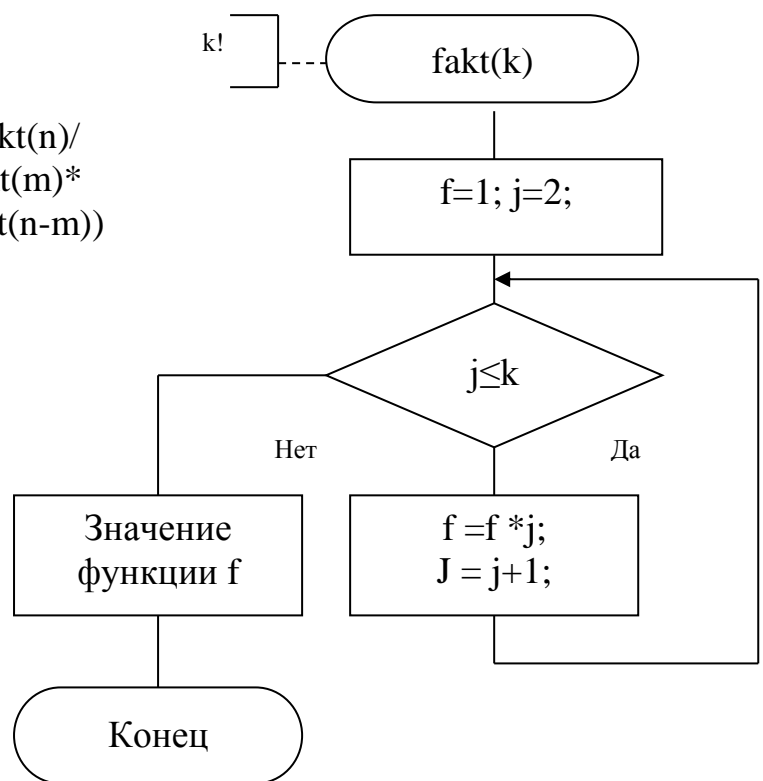 k!
fakt(k)
kt(n)/
t(m)*
t(n-m))
f=1; j=2;
j≤k
Нет
Да
Значение
функции f
f =f *j;
J = j+1;
Конец